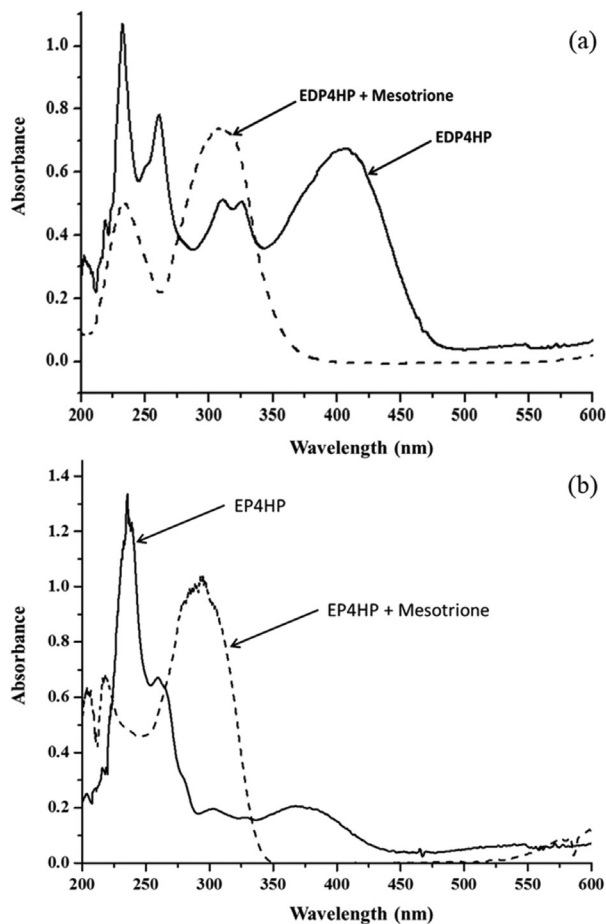 (a)
1.0
0.8
0.6
0.4
0.2
0.0
Absorbance
EDP4HP + Mesotrione
EDP4HP
200 250 300 350 400 450 500 550 600
Wavelength (nm)
(b)
1.4
1.2
1.0
0.8
0.6
0.4
0.2
0.0
Absorbance
EP4HP
EP4HP + Mesotrione
200 250 300 350 400 450 500 550 600
Wavelength (nm)